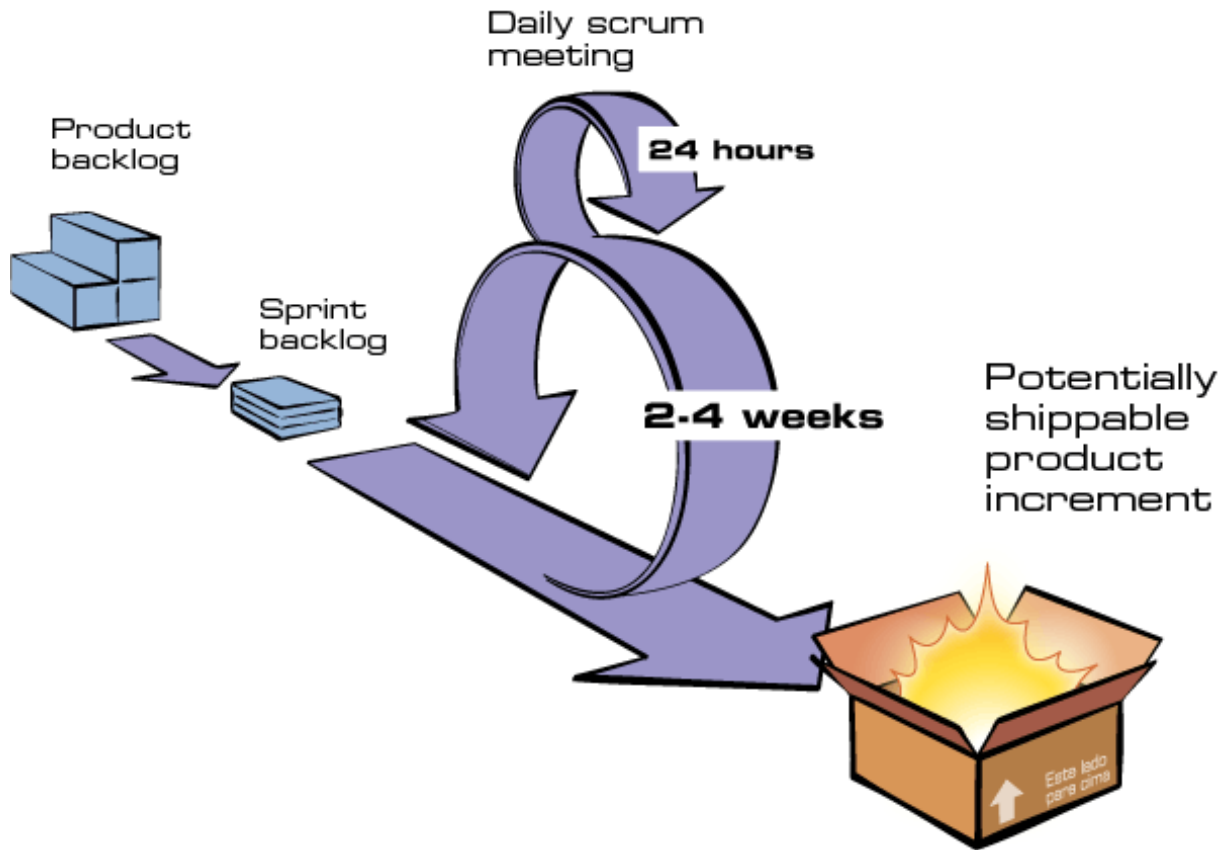 Daily scrum
meeting
24 hours
Product
backlog
Sprint
backlog
2-4 weeks
Potentially
shippable
product
increment
Este lado
para cima